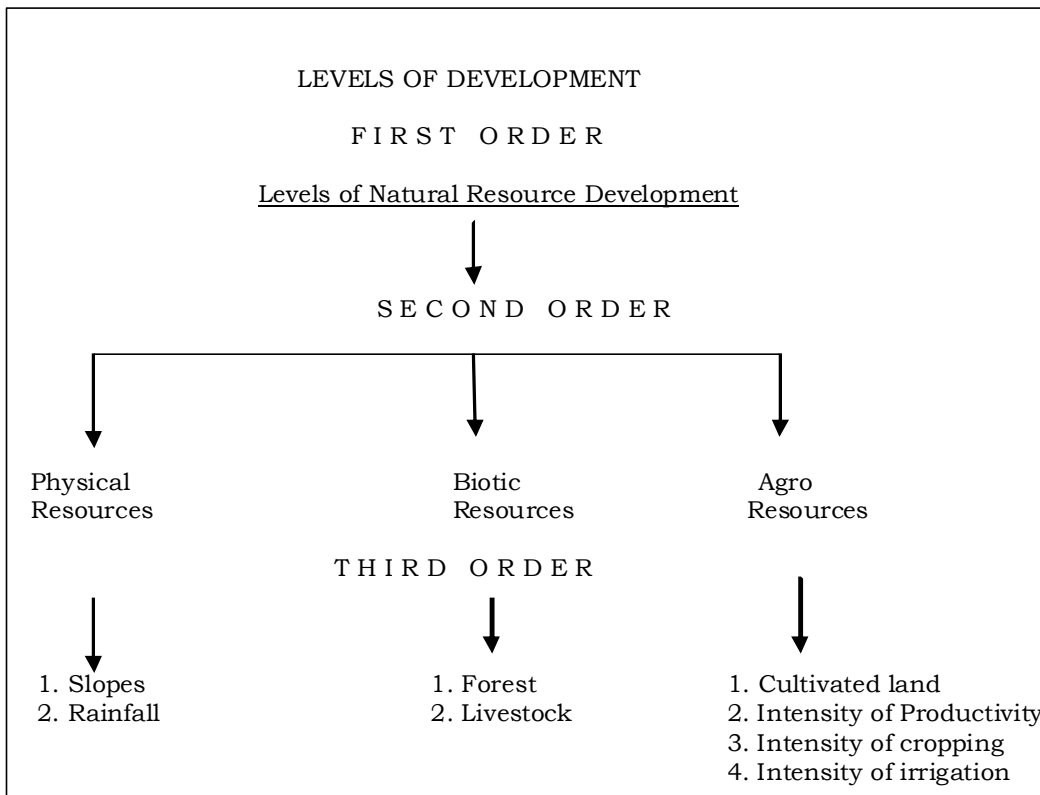 LEVELS OF DEVELOPMENT
FIRST ORDER
Levels of Natural Resource Development
SECOND ORDER
Physical
Resources
Biotic
Resources
Agro
Resources
THIRD ORDER
1. Slopes
2. Rainfall
1. Forest
2. Livestock
1. Cultivated land
2. Intensity of Productivity
3. Intensity of cropping
4. Intensity of irrigation